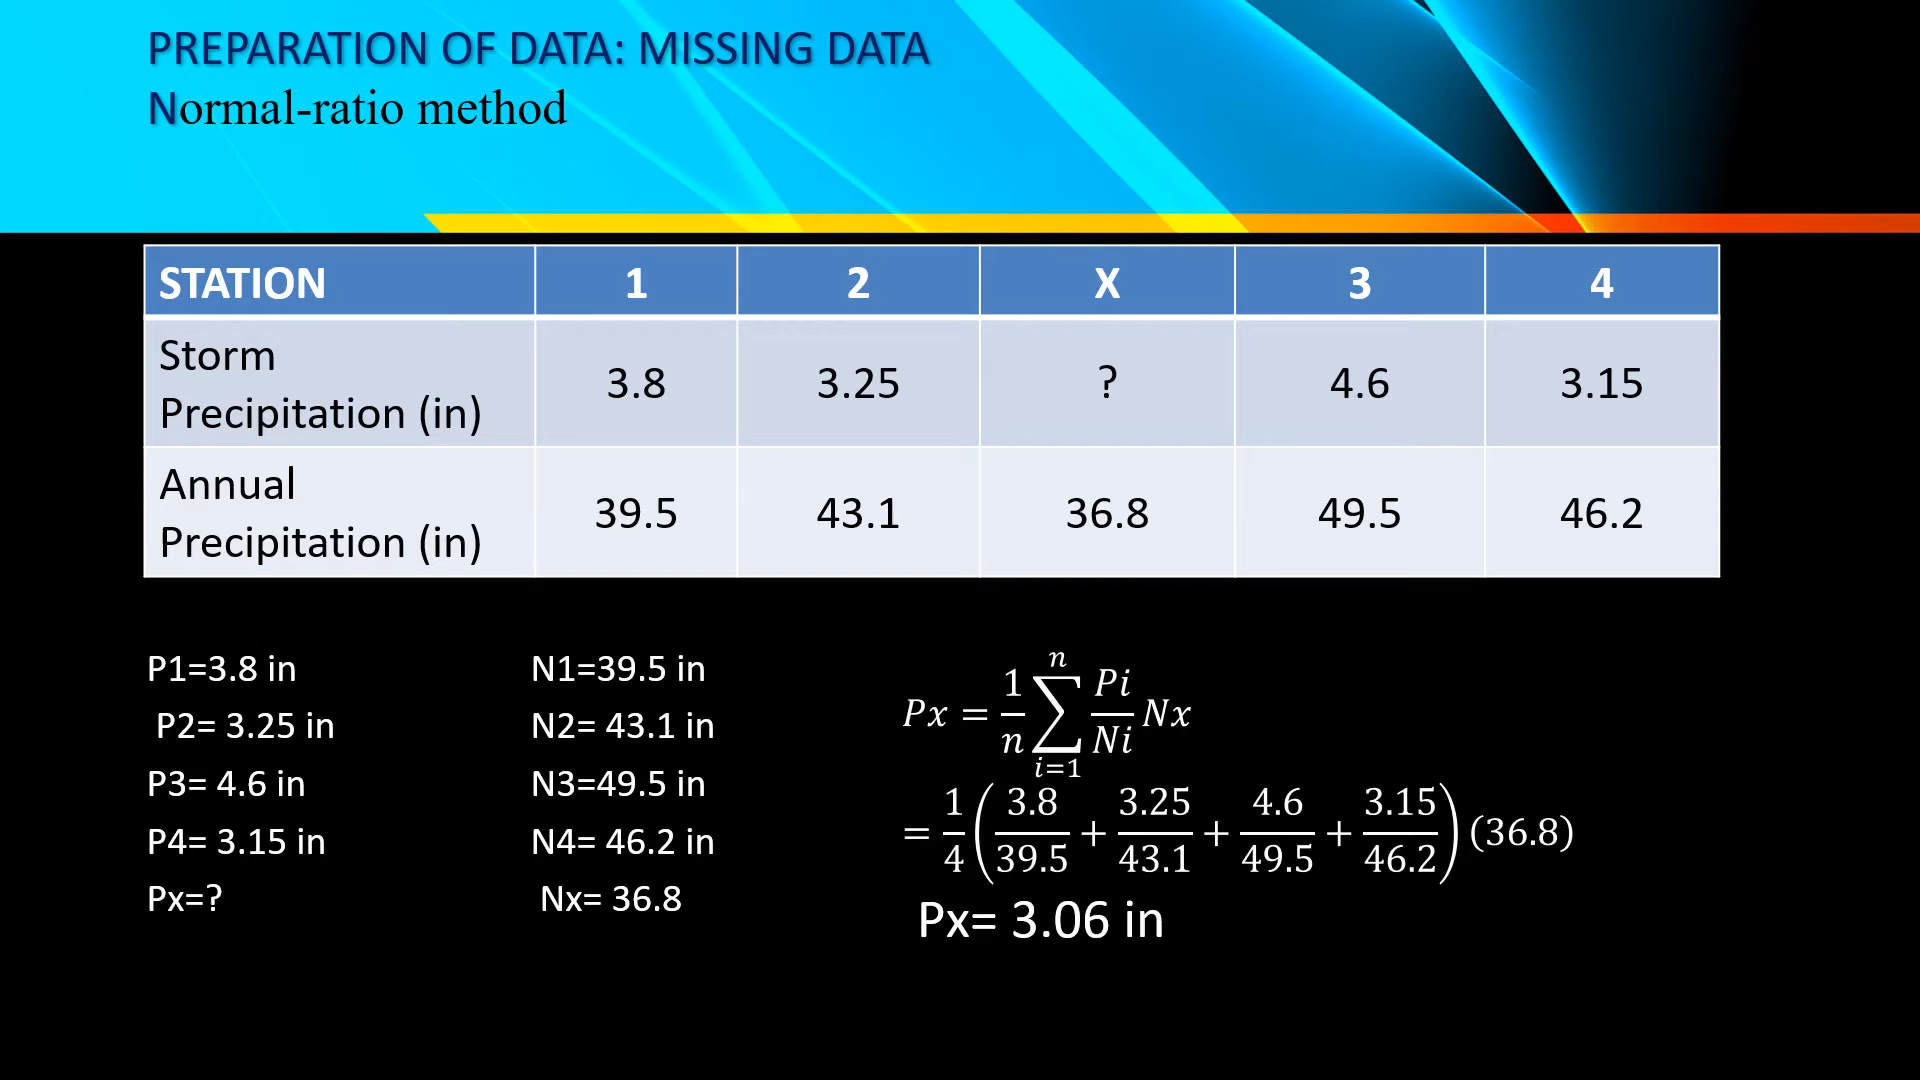 PREPARATION OF DATA: MISSING DATA
Normal-ratio method
STATION 1 2 X 3 4
Storm
Precipitation (in) 3.8 3.25 ? 4.6 3.15
Annual
Precipitation (in) 39.5 43.1 36.8 49.5 46.2
P1=3.8 in
P2= 3.25 in
P3= 4.6 in
P4= 3.15 in
Px=?
N1=39.5 in
N2= 43.1 in
N3=49.5 in
N4= 46.2 in
Nx= 36.8
Px = 1/n ∑_{i=1}^{n} Pi/Ni Nx
= 1/4 (3.8/39.5 + 3.25/43.1 + 4.6/49.5 + 3.15/46.2) (36.8)
Px= 3.06 in